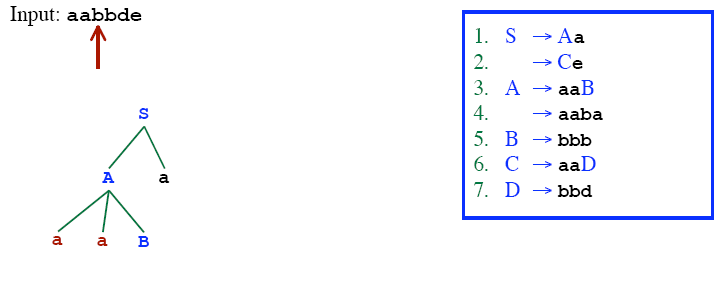 Input: aabbde
1. S → Aa
2. → Ce
3. A → aaB
4. → aaba
5. B → bbb
6. C → aaD
7. D → bbd
S
A a
a a B